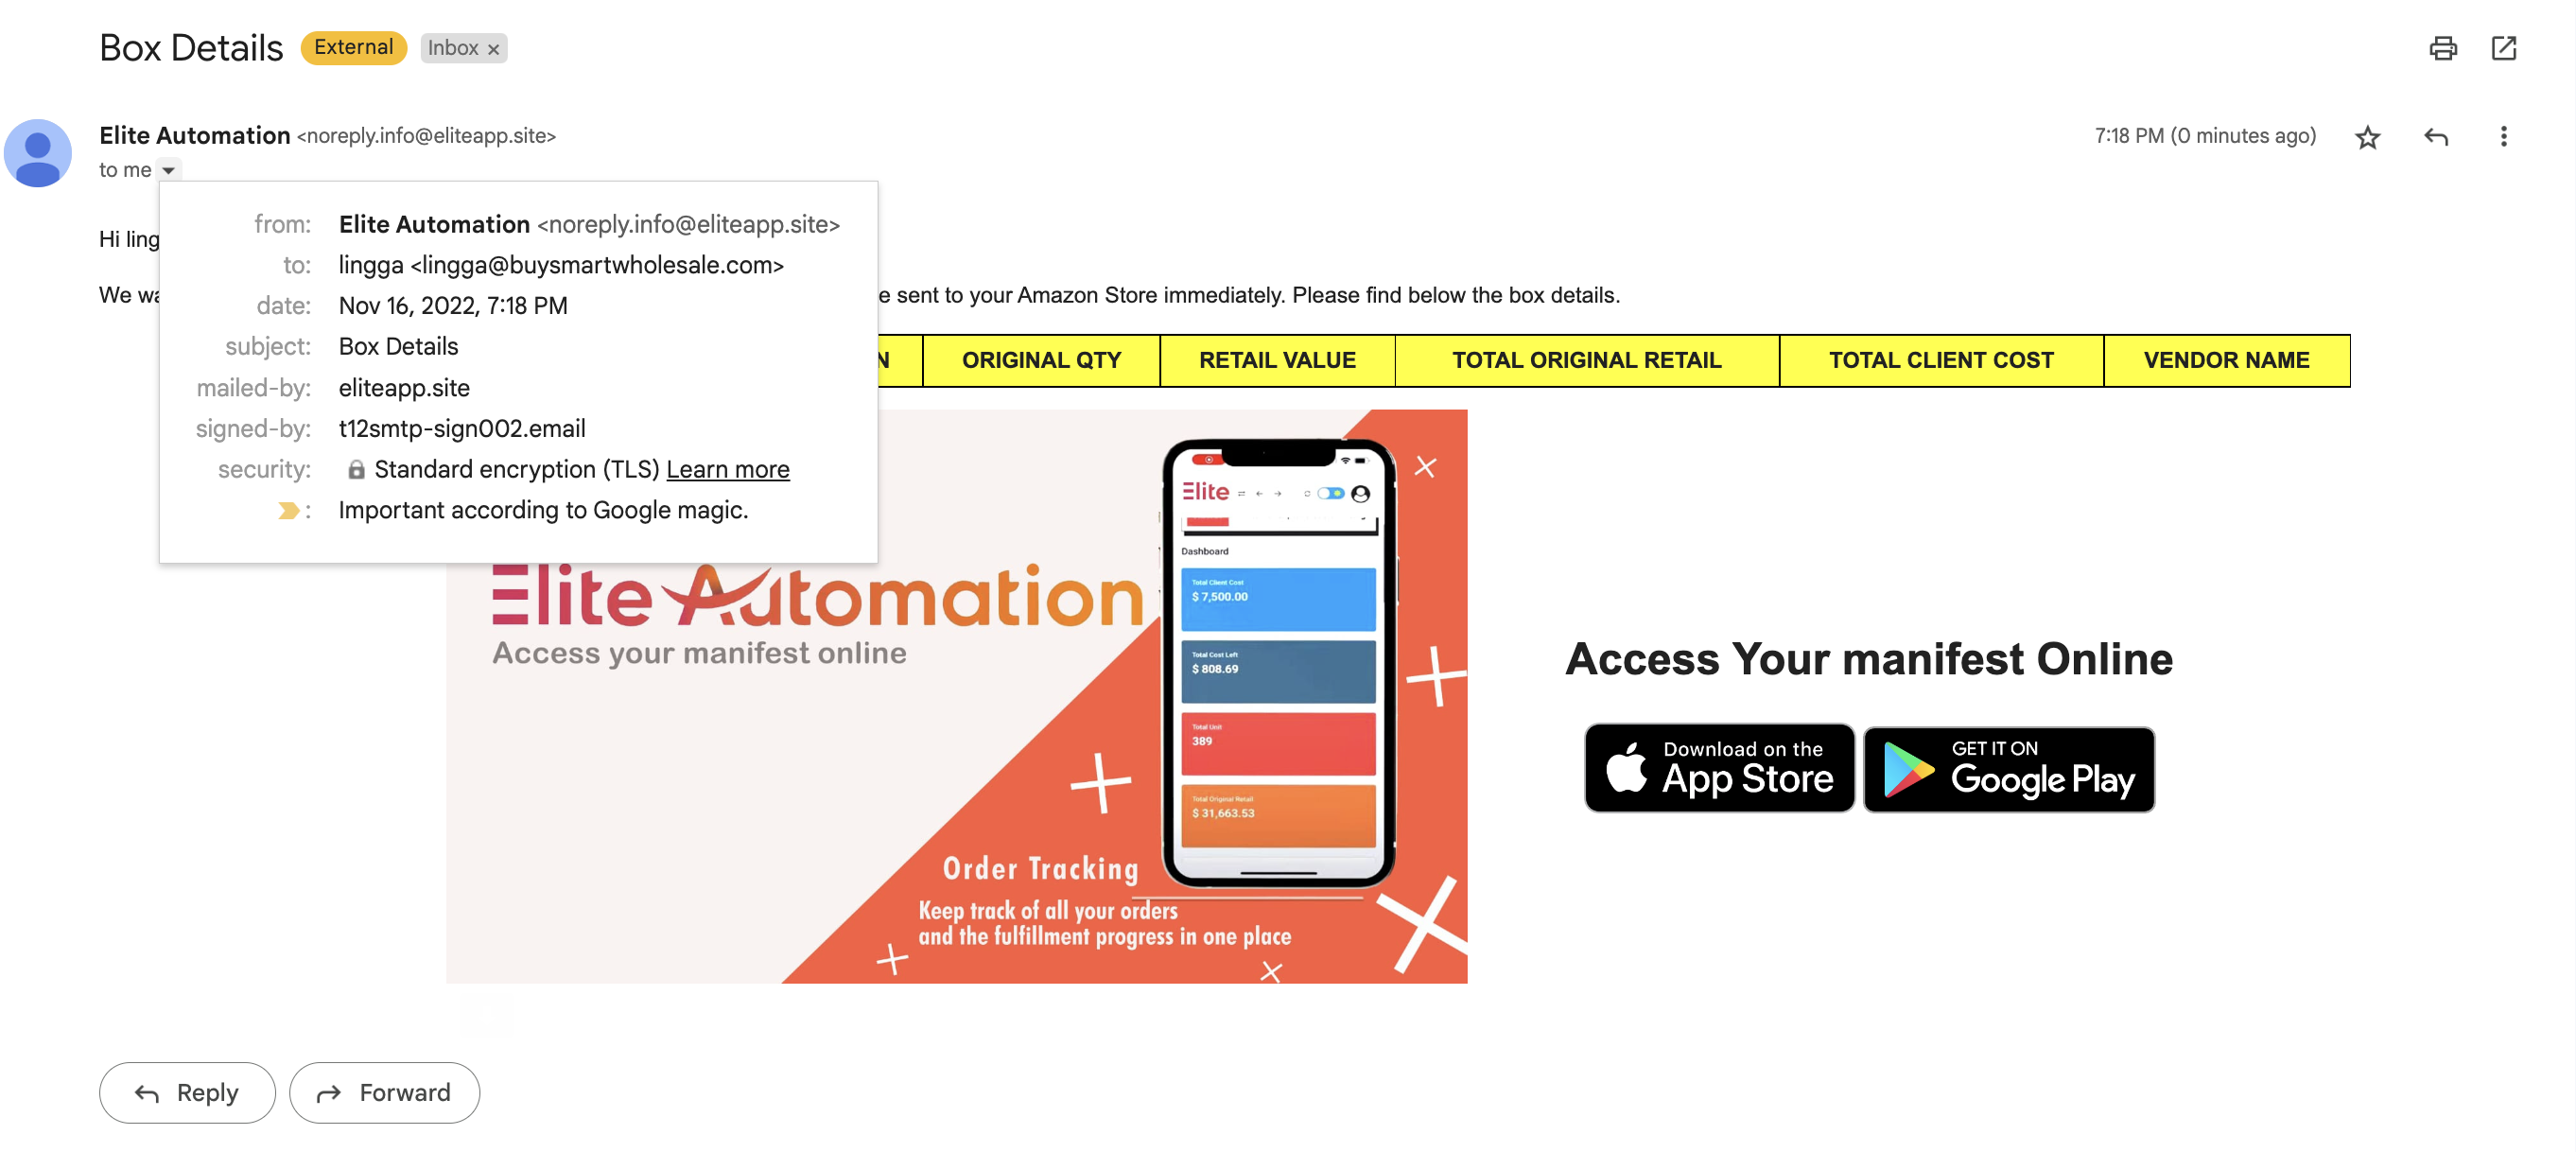 Box Details External Inbox ×
Elite Automation <noreply.info@eliteapp.site>
7:18 PM (0 minutes ago)
to me
from: Elite Automation <noreply.info@eliteapp.site>
to: lingga <lingga@buysmartwholesale.com>
date: Nov 16, 2022, 7:18 PM
subject: Box Details
mailed-by: eliteapp.site
signed-by: t12smtp-sign002.email
security: Standard encryption (TLS) Learn more
: Important according to Google magic.
Hi ling
We wa
e sent to your Amazon Store immediately. Please find below the box details.
N ORIGINAL QTY RETAIL VALUE TOTAL ORIGINAL RETAIL TOTAL CLIENT COST VENDOR NAME
Elite Automation
Access your manifest online
Elite
Dashboard
Total Client Cost
$ 7,500.00
Total Cost Left
$ 808.69
Total Unit
389
Total Original Retail
$ 31,663.53
Order Tracking
Keep track of all your orders
and the fulfillment progress in one place
Access Your manifest Online
Download on the
App Store
GET IT ON
Google Play
Reply
Forward